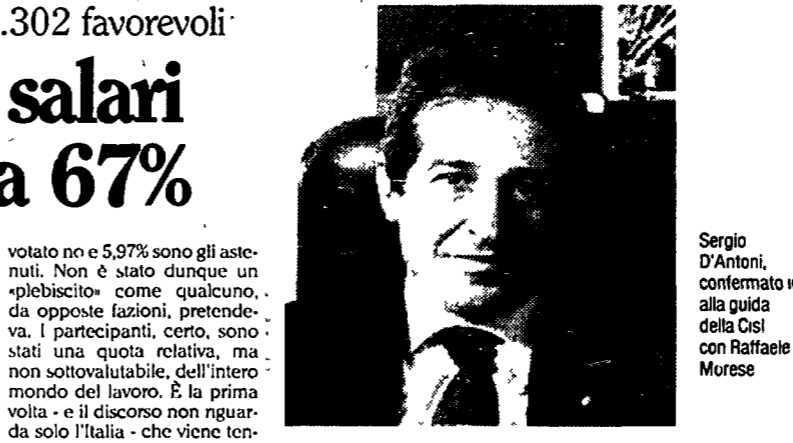 .302 favorevoli
salari
a 67%
votato no e 5,97% sono gli aste-
nuti. Non è stato dunque un
«plebiscito» come qualcuno,
da opposte fazioni, pretende-
va. I partecipanti, certo, sono
stati una quota relativa, ma
non sottovalutabile, dell'intero
mondo del lavoro. È la prima
volta - e il discorso non riguar-
da solo l'Italia - che viene ten-
Sergio
D'Antoni,
confermato
alla guida
della Cisl
con Raffaele
Morese